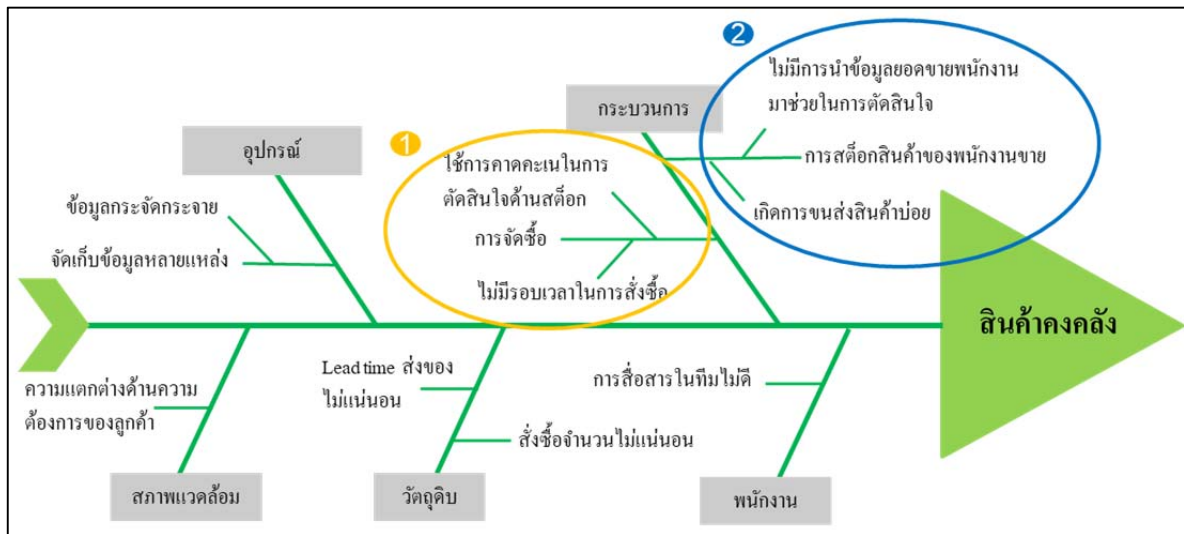 2
ไม่มีการนำข้อมูลยอดขายพนักงาน
มาช่วยในการตัดสินใจ
กระบวนการ
1
อุปกรณ์
ใช้การคาดคะเนในการ
ตัดสินใจด้านสต็อก
การสต็อกสินค้าของพนักงานขาย
ข้อมูลกระจัดกระจาย
เกิดการขนส่งสินค้าบ่อย
การจัดซื้อ
จัดเก็บข้อมูลหลายแหล่ง
ไม่มีรอบเวลาในการสั่งซื้อ
สินค้าคงคลัง
ความแตกต่างด้านความ
ต้องการของลูกค้า
Lead time ส่งของ
ไม่แน่นอน
การสื่อสารในทีมไม่ดี
สั่งซื้อจำนวนไม่แน่นอน
สภาพแวดล้อม
วัตถุดิบ
พนักงาน